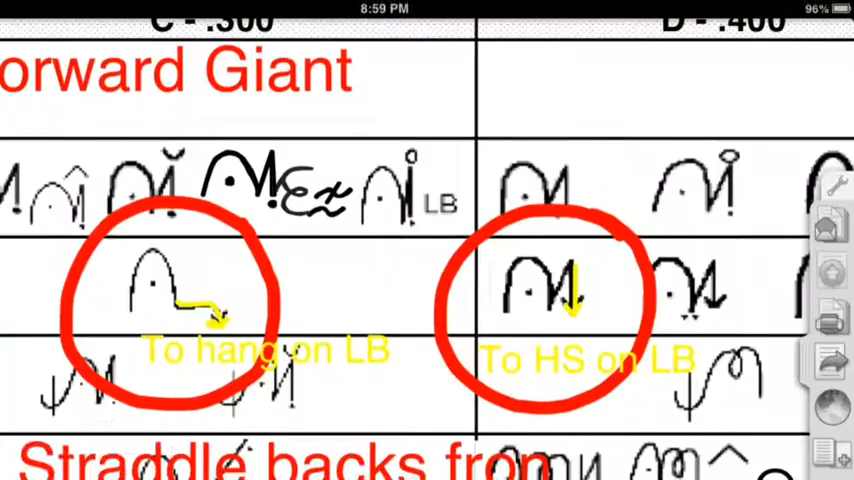 8:59 PM
96%
C - .300
D - .400
orward Giant
LB
To hang on LB
To HS on LB
Straddle backs fron